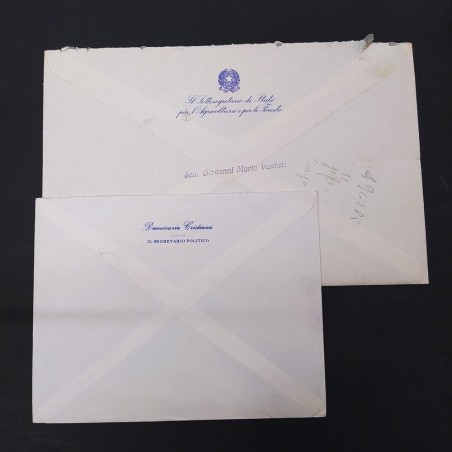 Il Sottosegretario di Stato
per l'Agricoltura e per le Foreste
Sen. Giovanni Maria Venturi
Democrazia Cristiana
IL SEGRETARIO POLITICO